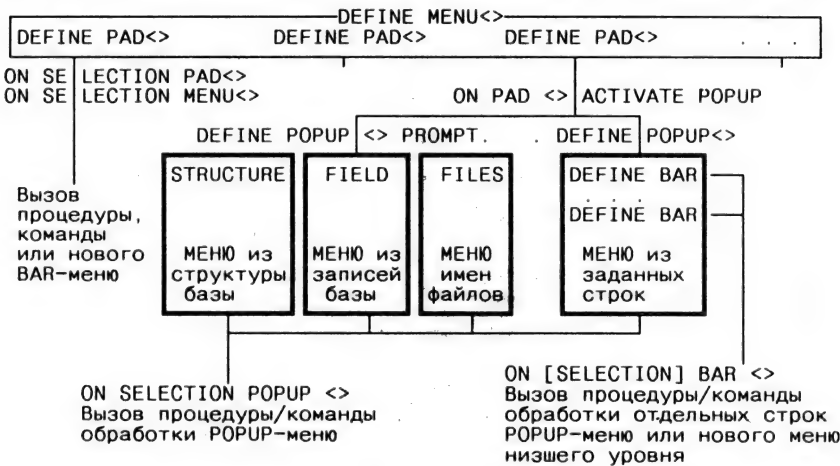 DEFINE MENU<>
DEFINE PAD<> DEFINE PAD<> DEFINE PAD<> . . .
ON SELECTION PAD<>
ON SELECTION MENU<>
ON PAD <> ACTIVATE POPUP
DEFINE POPUP <> PROMPT. . DEFINE POPUP<>
Вызов
процедуры,
команды
или нового
BAR-меню
STRUCTURE
МЕНЮ из
структуры
базы
FIELD
МЕНЮ из
записей
базы
FILES
МЕНЮ
имен
файлов
DEFINE BAR
. . .
DEFINE BAR
МЕНЮ из
заданных
строк
ON SELECTION POPUP <>
Вызов процедуры/команды
обработки POPUP-меню
ON [SELECTION] BAR <>
Вызов процедуры/команды
обработки отдельных строк
POPUP-меню или нового меню
низшего уровня